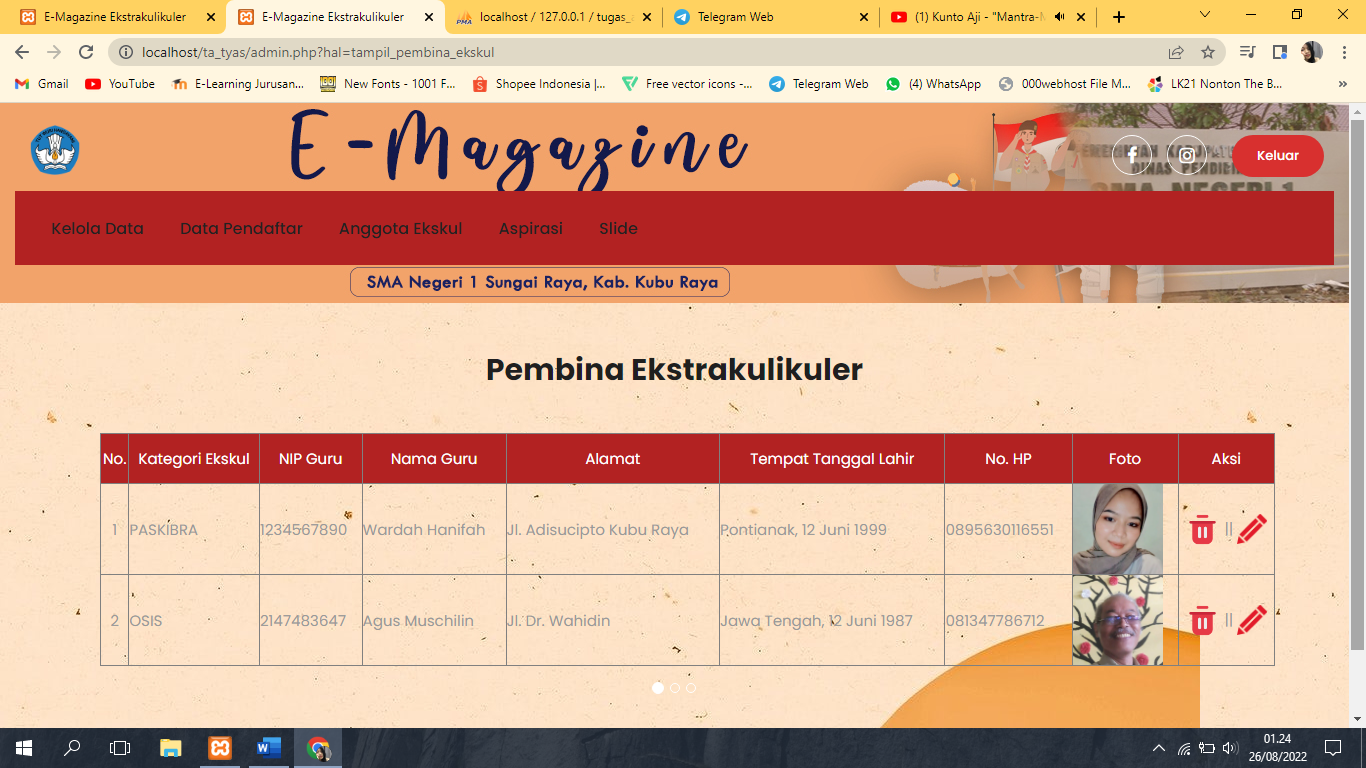 E-Magazine Ekstrakulikuler
E-Magazine Ekstrakulikuler
localhost / 127.0.0.1 / tugas_
Telegram Web
(1) Kunto Aji - "Mantra-
localhost/ta_tyas/admin.php?hal=tampil_pembina_ekskul
Gmail YouTube E-Learning Jurusan... New Fonts - 1001 F... Shopee Indonesia |... Free vector icons -... Telegram Web (4) WhatsApp 000webhost File M... LK21 Nonton The B... »
E-Magazine
Keluar
SMA NEGERI 1
Kelola Data Data Pendaftar Anggota Ekskul Aspirasi Slide
SMA Negeri 1 Sungai Raya, Kab. Kubu Raya
Pembina Ekstrakulikuler
No. Kategori Ekskul NIP Guru Nama Guru Alamat Tempat Tanggal Lahir No. HP Foto Aksi
1 PASKIBRA 1234567890 Wardah Hanifah Jl. Adisucipto Kubu Raya Pontianak, 12 Juni 1999 0895630116551 ||
2 OSIS 2147483647 Agus Muschilin Jl. Dr. Wahidin Jawa Tengah, 12 Juni 1987 081347786712 ||
01.24
26/08/2022